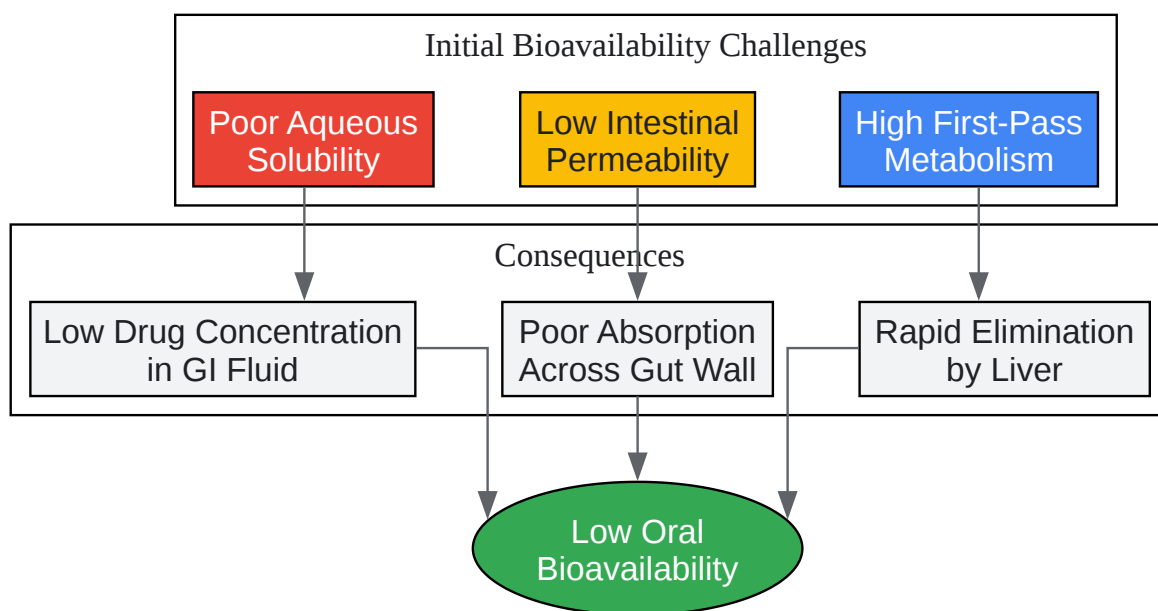 Initial Bioavailability Challenges
Poor Aqueous
Solubility
Low Intestinal
Permeability
High First-Pass
Metabolism
Consequences
Low Drug Concentration
in GI Fluid
Poor Absorption
Across Gut Wall
Rapid Elimination
by Liver
Low Oral
Bioavailability